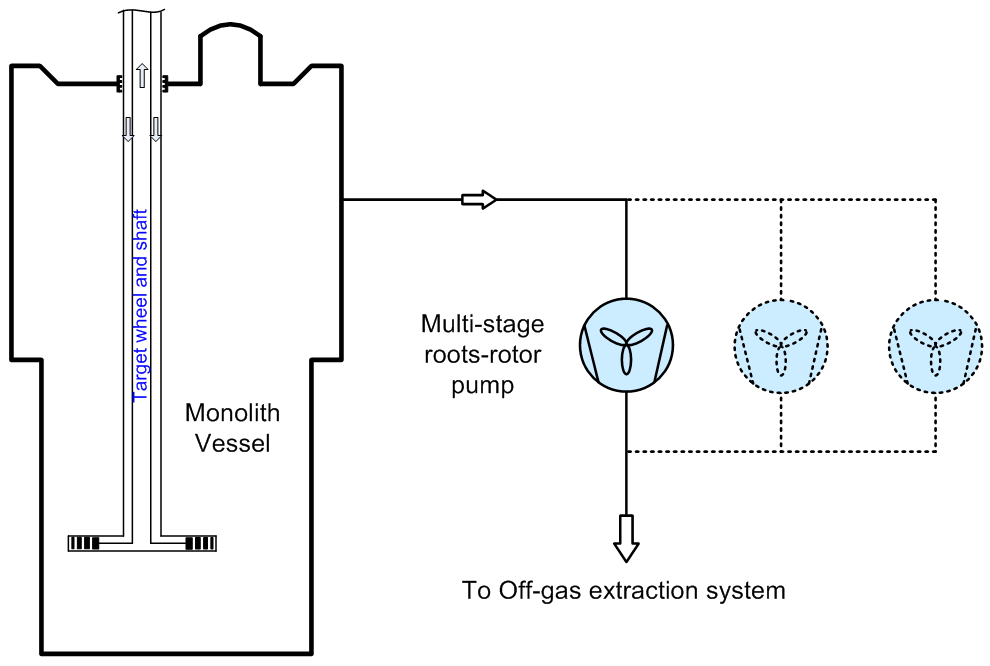 Target wheel and shaft
Multi-stage
roots-rotor
pump
Monolith
Vessel
To Off-gas extraction system